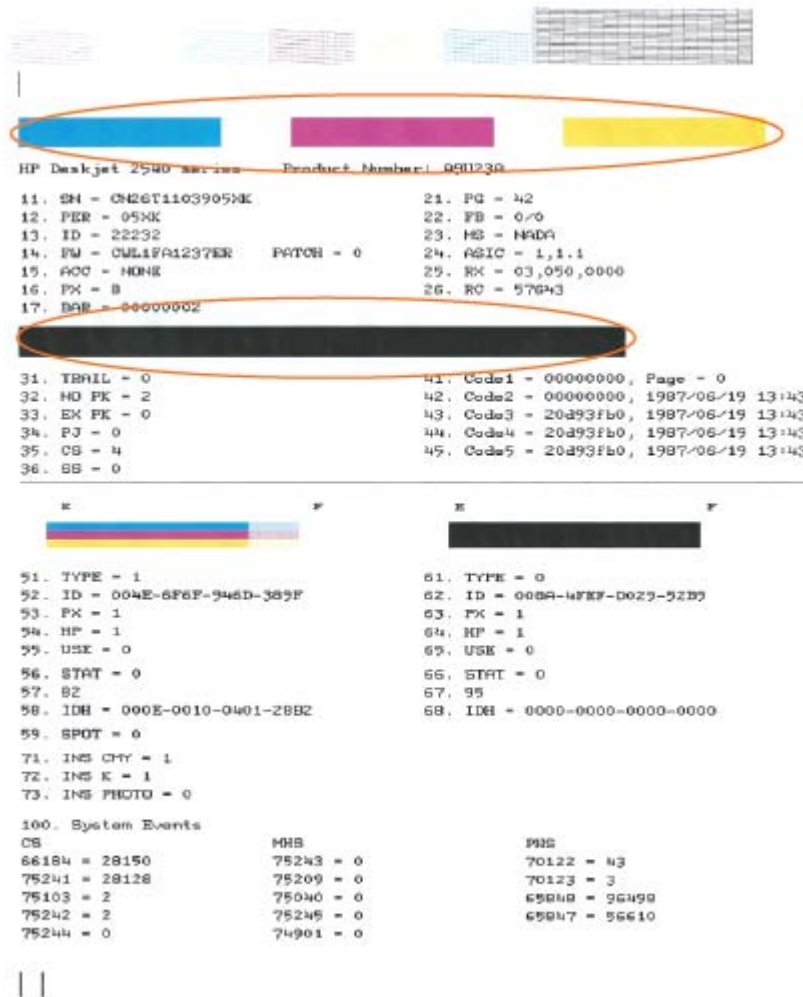 HP Deskjet 2540 series Product Number: A9U23A
11. SN = CN26T1103905XK
12. PER = 05XK
13. ID = 22232
14. FW = CWL1FA1237ER PATCH = 0
15. ACC = NONE
16. PX = B
17. BAR = 00000002
21. PG = 42
22. FB = 0/0
23. MS = NADA
24. ASIC = 1,1.1
25. RX = 03,050,0000
26. RC = 57643
31. TRAIL = 0
32. NO PK = 2
33. EX PK = 0
34. PJ = 0
35. CS = 4
36. SS = 0
41. Code1 = 00000000, Page = 0
42. Code2 = 00000000, 1987/06/19 13:43
43. Code3 = 20d93fb0, 1987/06/19 13:43
44. Code4 = 20d93fb0, 1987/06/19 13:43
45. Code5 = 20d93fb0, 1987/06/19 13:43
E F
51. TYPE = 1
52. ID = 004E-6F6F-946D-389F
53. PX = 1
54. HP = 1
55. USE = 0
56. STAT = 0
57. 82
58. IDH = 000E-0010-0401-28B2
59. SPOT = 0
E F
61. TYPE = 0
62. ID = 008A-4FEF-D029-52B9
63. PX = 1
64. HP = 1
65. USE = 0
66. STAT = 0
67. 95
68. IDH = 0000-0000-0000-0000
71. INS CMY = 1
72. INS K = 1
73. INS PHOTO = 0
100. System Events
CS
66184 = 28150
75241 = 28128
75103 = 2
75242 = 2
75244 = 0
MHS
75243 = 0
75209 = 0
75040 = 0
75245 = 0
74901 = 0
PHS
70122 = 43
70123 = 3
65848 = 96498
65847 = 56610